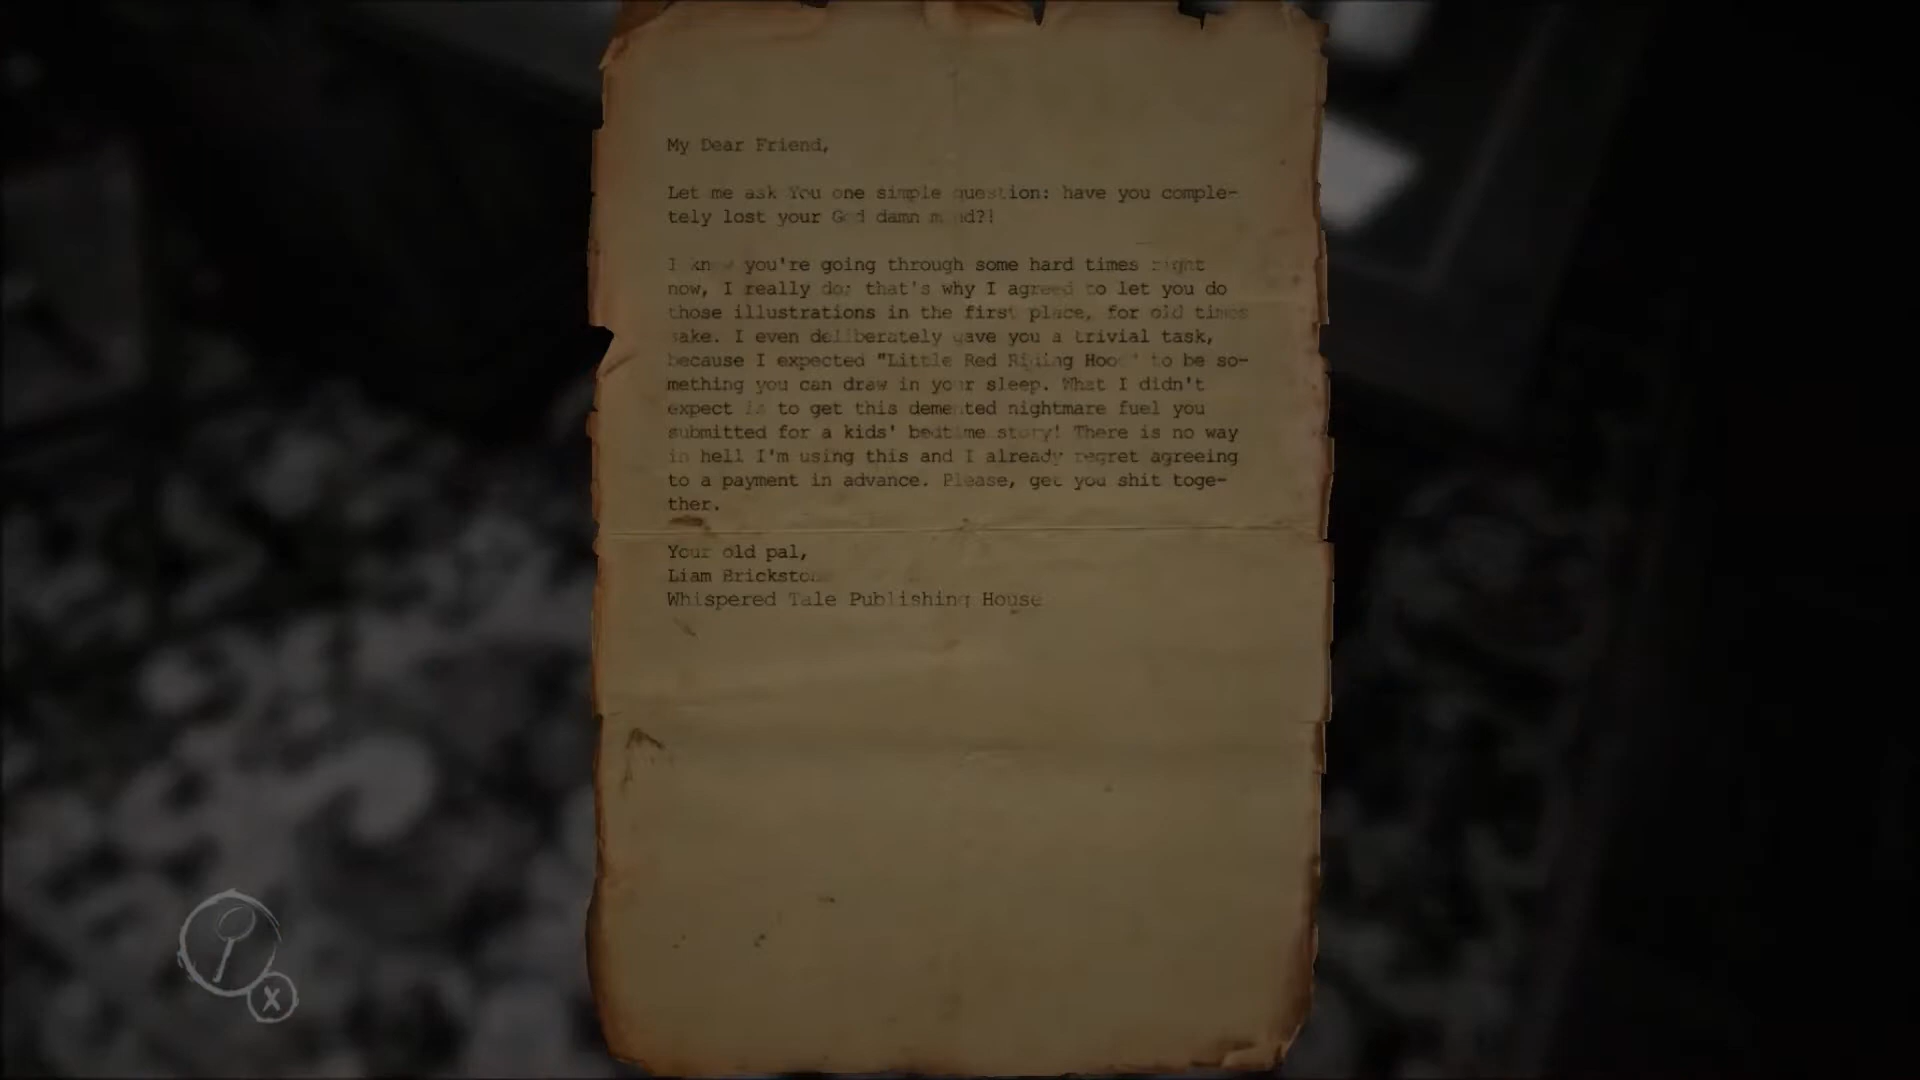 My Dear Friend,
Let me ask You one simple question: have you comple-
tely lost your God damn mind?!
I know you're going through some hard times right
now, I really do; that's why I agreed to let you do
those illustrations in the first place, for old times
sake. I even deliberately gave you a trivial task,
because I expected "Little Red Riding Hood" to be so-
mething you can draw in your sleep. What I didn't
expect is to get this demented nightmare fuel you
submitted for a kids' bedtime story! There is no way
in hell I'm using this and I already regret agreeing
to a payment in advance. Please, get you shit toge-
ther.
Your old pal,
Liam Brickstone
Whispered Tale Publishing House
X